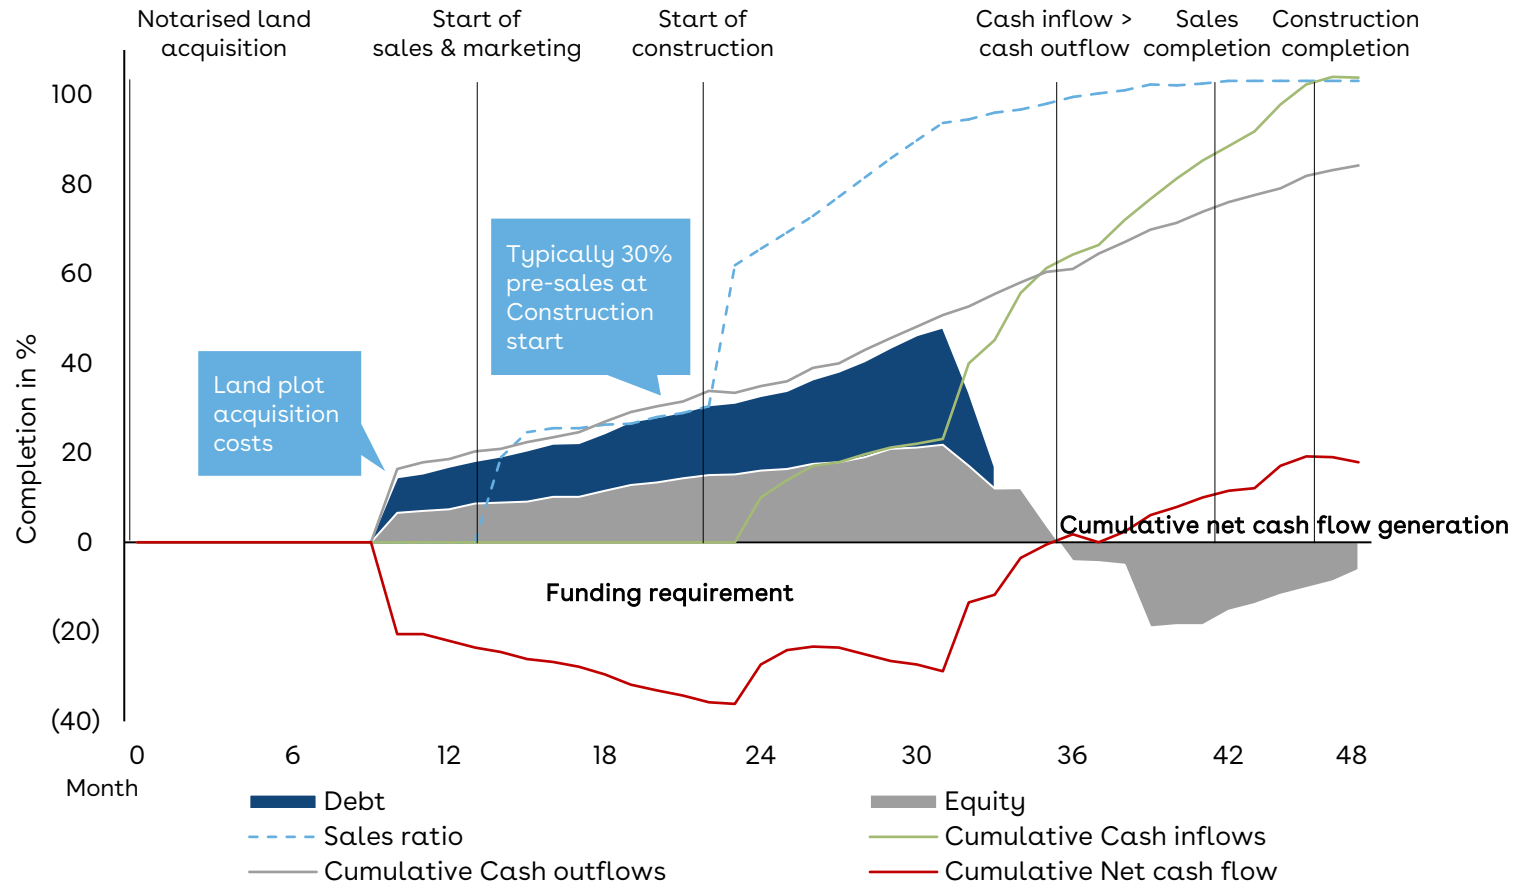 Notarised land
acquisition
Start of
sales & marketing
Start of
construction
Cash inflow >
cash outflow
Sales
completion
Construction
completion
Completion in %
100
80
60
40
20
0
(20)
(40)
Typically 30%
pre-sales at
Construction
start
Land plot
acquisition
costs
Cumulative net cash flow generation
Funding requirement
0 6 12 18 24 30 36 42 48
Month
Debt
Equity
Sales ratio
Cumulative Cash inflows
Cumulative Cash outflows
Cumulative Net cash flow